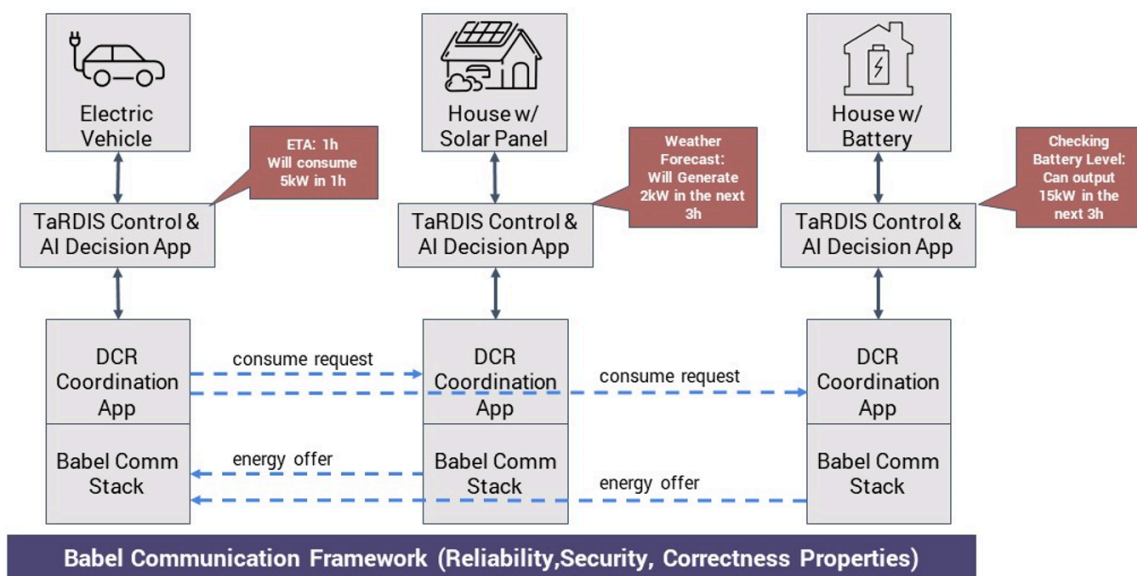 Electric
Vehicle
House w/
Solar Panel
House w/
Battery
ETA: 1h
Will consume
5kW in 1h
Weather
Forecast:
Will Generate
2kW in the next
3h
Checking
Battery Level:
Can output
15kW in the
next 3h
TaRDIS Control &
AI Decision App
TaRDIS Control &
AI Decision App
TaRDIS Control &
AI Decision App
DCR
Coordination
App
consume request
DCR
Coordination
App
consume request
DCR
Coordination
App
Babel Comm
Stack
energy offer
Babel Comm
Stack
energy offer
Babel Comm
Stack
Babel Communication Framework (Reliability,Security, Correctness Properties)